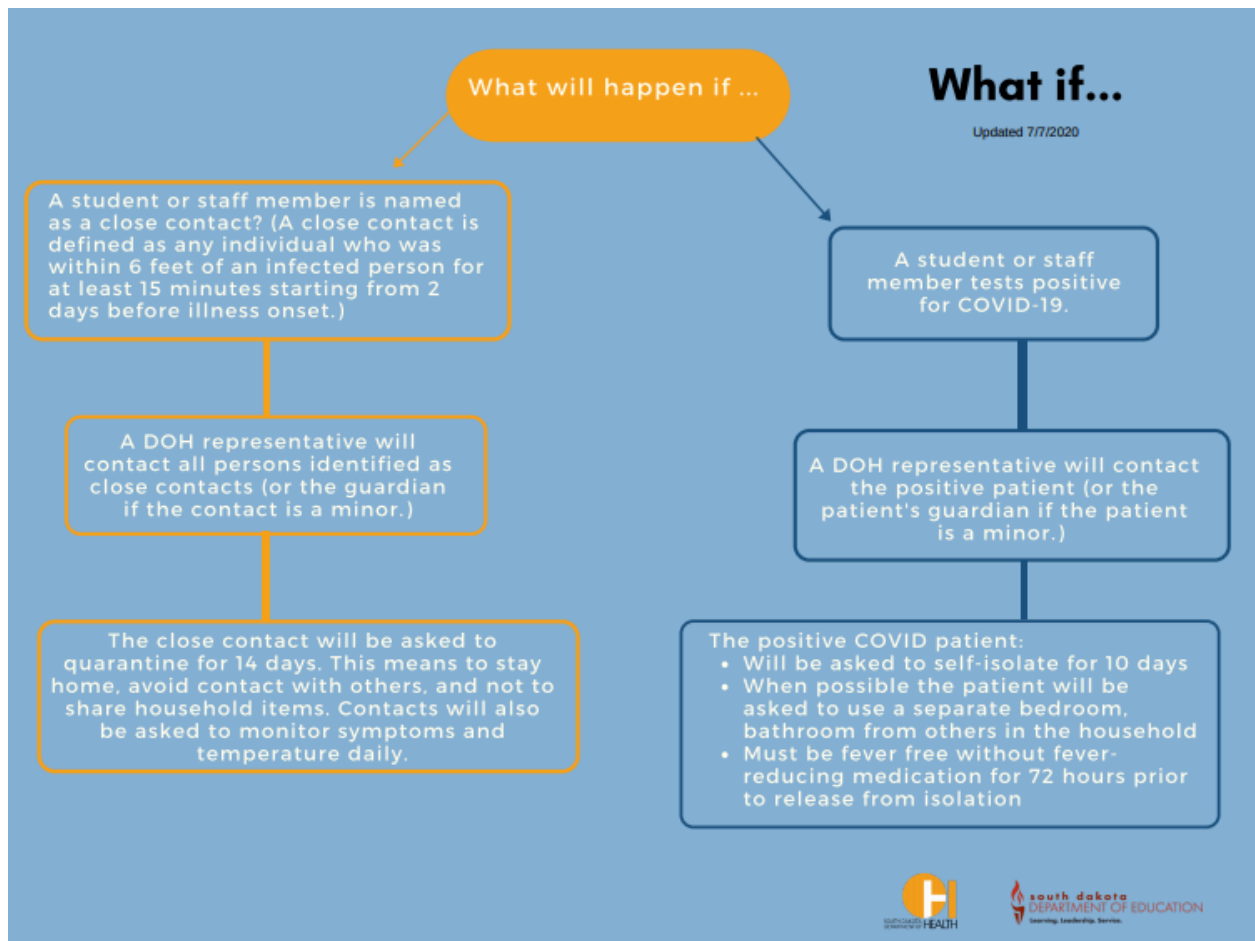 What will happen if ...
What if...
Updated 7/7/2020
A student or staff member is named
as a close contact? (A close contact is
defined as any individual who was
within 6 feet of an infected person for
at least 15 minutes starting from 2
days before illness onset.)
A DOH representative will
contact all persons identified as
close contacts (or the guardian
if the contact is a minor.)
The close contact will be asked to
quarantine for 14 days. This means to stay
home, avoid contact with others, and not to
share household items. Contacts will also
be asked to monitor symptoms and
temperature daily.
A student or staff
member tests positive
for COVID-19.
A DOH representative will contact
the positive patient (or the
patient's guardian if the patient
is a minor.)
The positive COVID patient:
• Will be asked to self-isolate for 10 days
• When possible the patient will be
asked to use a separate bedroom,
bathroom from others in the household
• Must be fever free without fever-
reducing medication for 72 hours prior
to release from isolation
SOUTH DAKOTA
DEPARTMENT OF HEALTH
south dakota
DEPARTMENT OF EDUCATION
Learning. Leadership. Service.